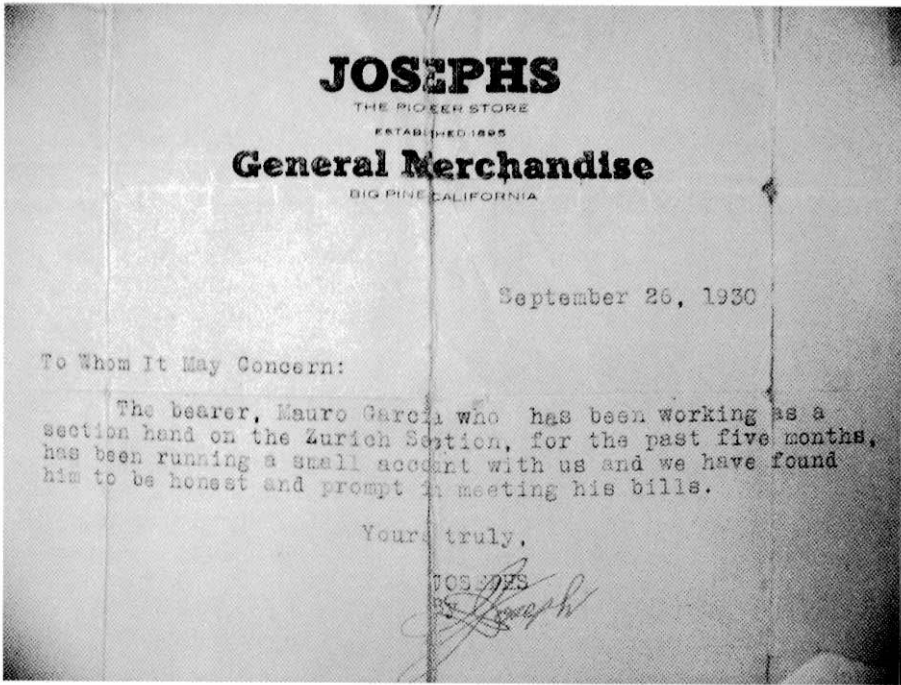 JOSEPHS
THE PIONEER STORE
ESTABLISHED 1895
General Merchandise
BIG PINE CALIFORNIA
September 26, 1930
To Whom It May Concern:
The bearer, Mauro Garcia who has been working as a
section hand on the Zurich Section, for the past five months,
has been running a small account with us and we have found
him to be honest and prompt in meeting his bills.
Yours truly,
JOSEPHS
By Joseph